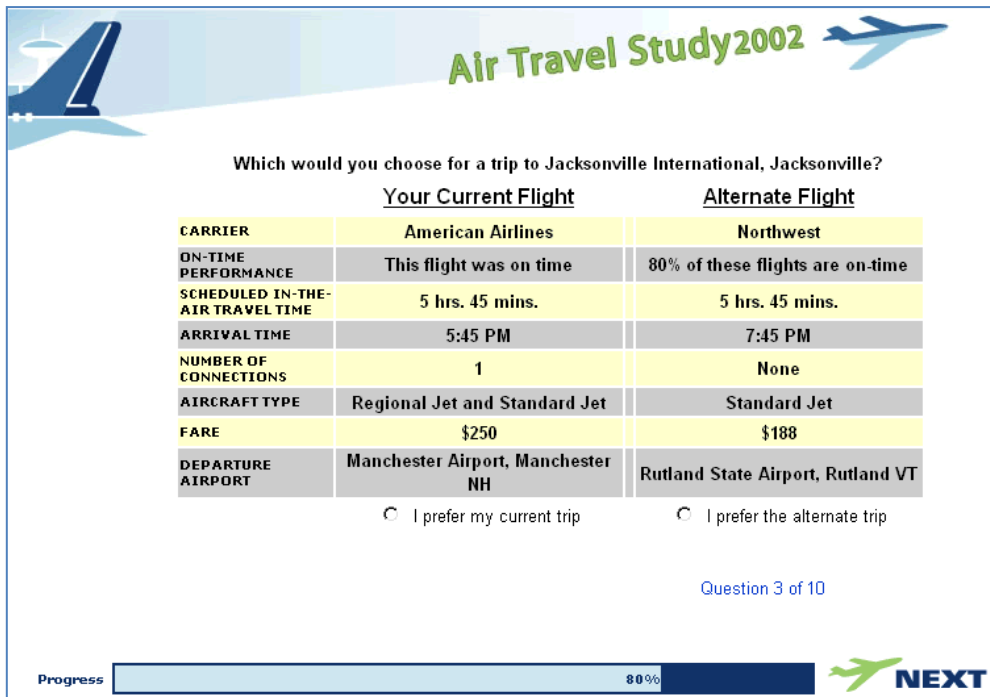 Air Travel Study2002
Which would you choose for a trip to Jacksonville International, Jacksonville?
Your Current Flight Alternate Flight
CARRIER American Airlines Northwest
ON-TIME
PERFORMANCE This flight was on time 80% of these flights are on-time
SCHEDULED IN-THE-
AIR TRAVEL TIME 5 hrs. 45 mins. 5 hrs. 45 mins.
ARRIVAL TIME 5:45 PM 7:45 PM
NUMBER OF
CONNECTIONS 1 None
AIRCRAFT TYPE Regional Jet and Standard Jet Standard Jet
FARE $250 $188
DEPARTURE
AIRPORT Manchester Airport, Manchester
NH Rutland State Airport, Rutland VT
I prefer my current trip I prefer the alternate trip
Question 3 of 10
Progress 80% NEXT